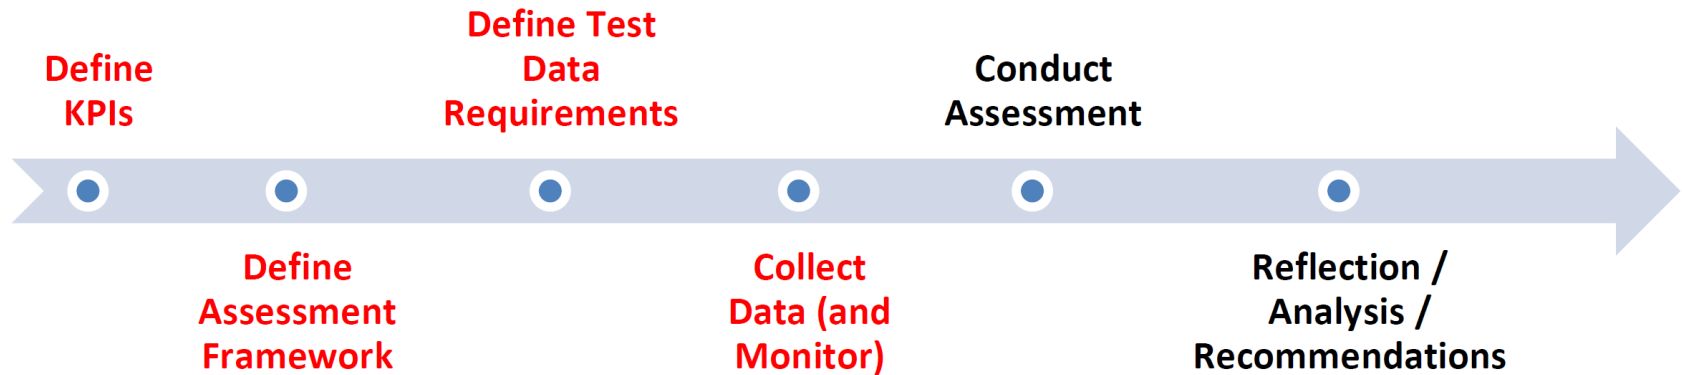 Define
KPIs
Define
Assessment
Framework
Define Test
Data
Requirements
Collect
Data (and
Monitor)
Conduct
Assessment
Reflection /
Analysis /
Recommendations